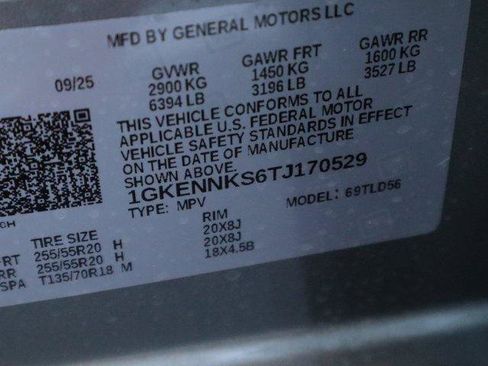 MFD BY GENERAL MOTORS LLC
09/25 GVWR GAWR FRT GAWR RR
2900 KG 1450 KG 1600 KG
6394 LB 3196 LB 3527 LB
THIS VEHICLE CONFORMS TO ALL
APPLICABLE U.S. FEDERAL MOTOR
VEHICLE SAFETY STANDARDS IN EFFECT
ON THE DATE OF MANUFACTURE
SHOWN ABOVE.
1GKENNKS6TJ170529
TYPE: MPV MODEL: 69TLD56
TIRE SIZE RIM
FRT 255/55R20 H 20X8J
RR 255/55R20 H 20X8J
SPA T135/70R18 M 18X4.5B